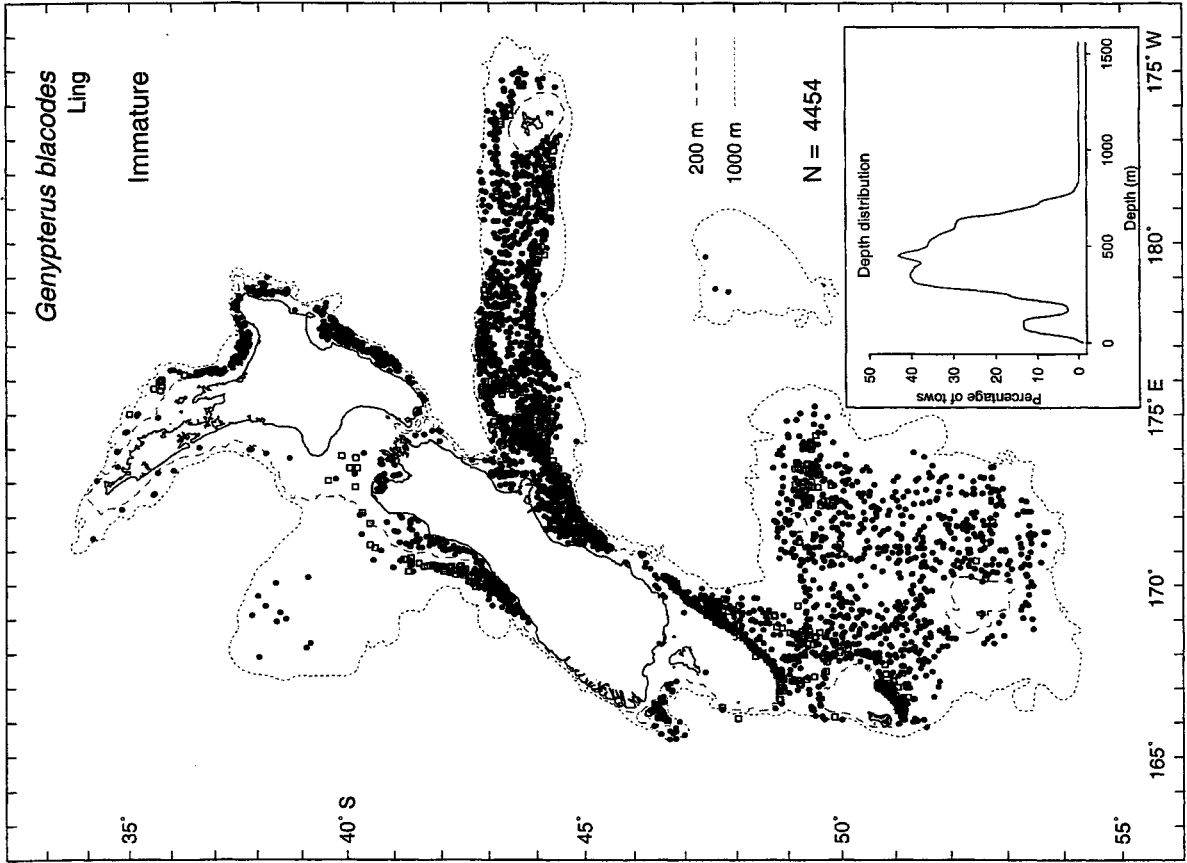 Genypterus blacodes
Ling
Immature
200 m
1000 m
N = 4454
35°
40° S
45°
50°
55°
165°
170°
175° E
180°
175° W
Depth distribution
Percentage of tows
50
40
30
20
10
0
0
500
1000
1500
Depth (m)